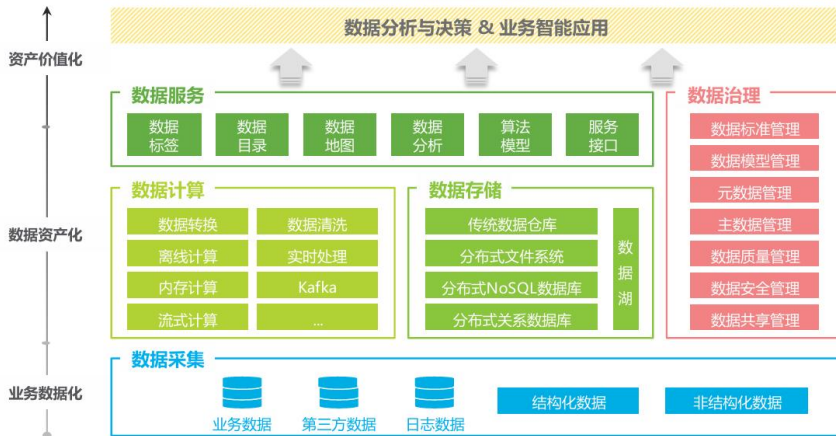 数据分析与决策 & 业务智能应用
资产价值化
数据服务
数据
标签
数据
目录
数据
地图
数据
分析
算法
模型
服务
接口
数据治理
数据标准管理
数据模型管理
元数据管理
主数据管理
数据质量管理
数据安全管理
数据共享管理
数据资产化
数据计算
数据转换
数据清洗
离线计算
实时处理
内存计算
Kafka
流式计算
...
数据存储
传统数据仓库
分布式文件系统
分布式NoSQL数据库
分布式关系数据库
数
据
湖
业务数据化
数据采集
业务数据
第三方数据
日志数据
结构化数据
非结构化数据